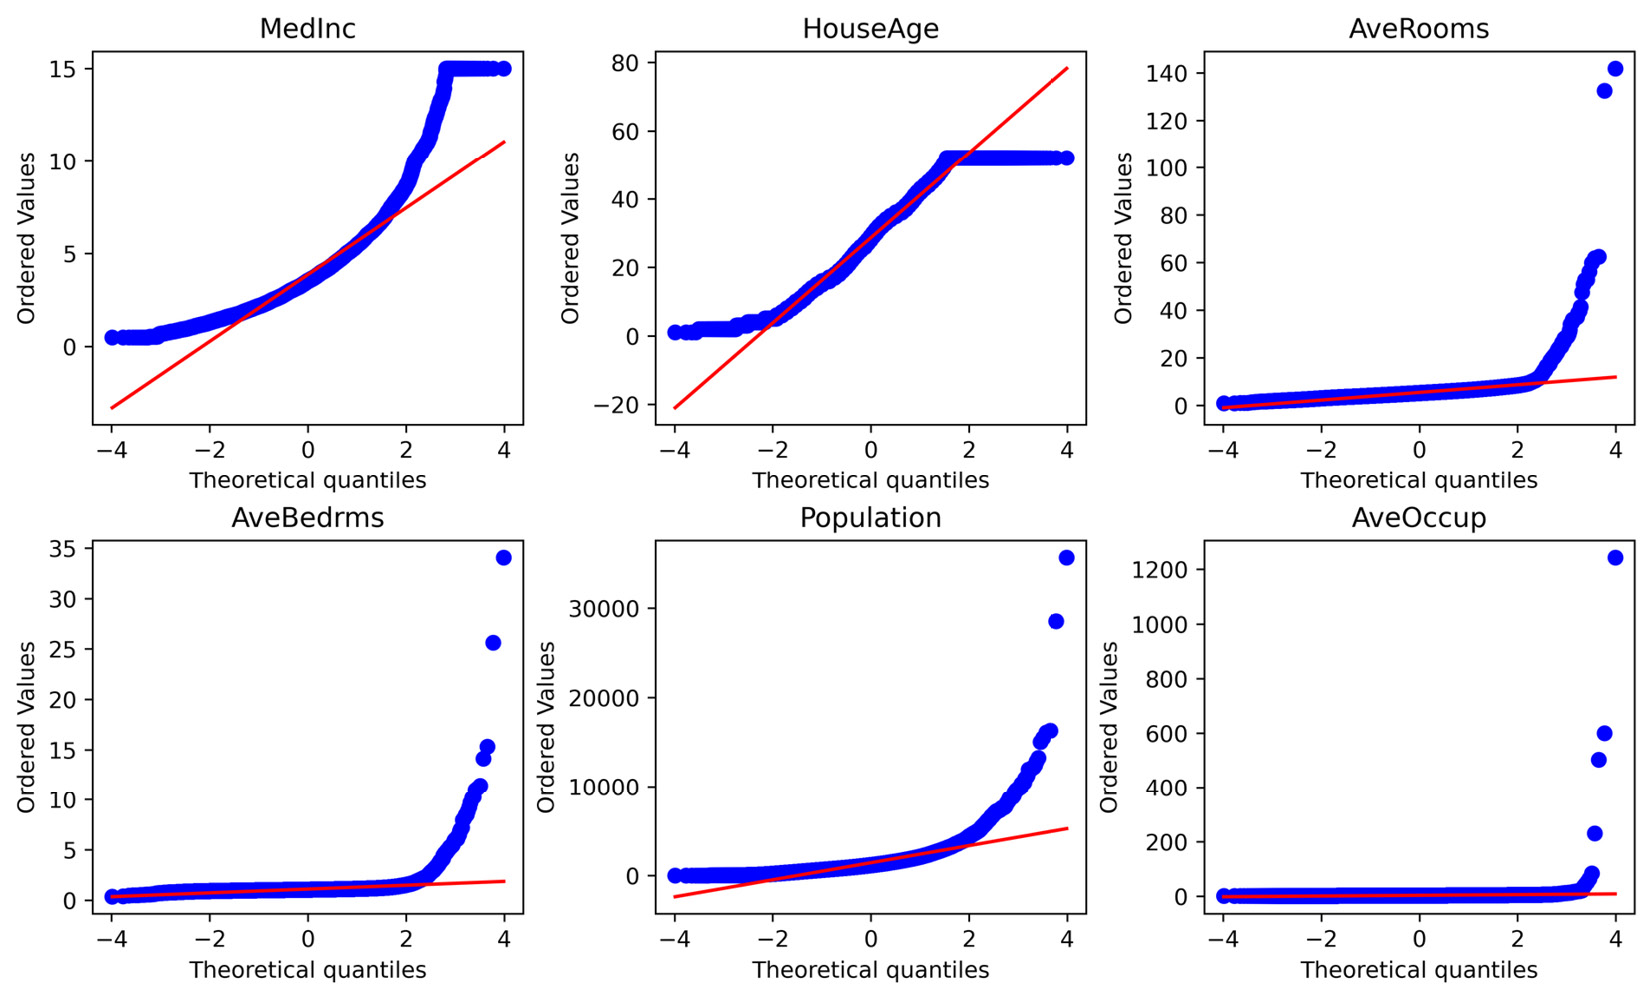 MedInc
HouseAge
AveRooms
15
10
5
0
Ordered Values
−4 −2 0 2 4
Theoretical quantiles
80
60
40
20
0
−20
Ordered Values
−4 −2 0 2 4
Theoretical quantiles
140
120
100
80
60
40
20
0
Ordered Values
−4 −2 0 2 4
Theoretical quantiles
AveBedrms
Population
AveOccup
35
30
25
20
15
10
5
0
Ordered Values
−4 −2 0 2 4
Theoretical quantiles
30000
20000
10000
0
Ordered Values
−4 −2 0 2 4
Theoretical quantiles
1200
1000
800
600
400
200
0
Ordered Values
−4 −2 0 2 4
Theoretical quantiles